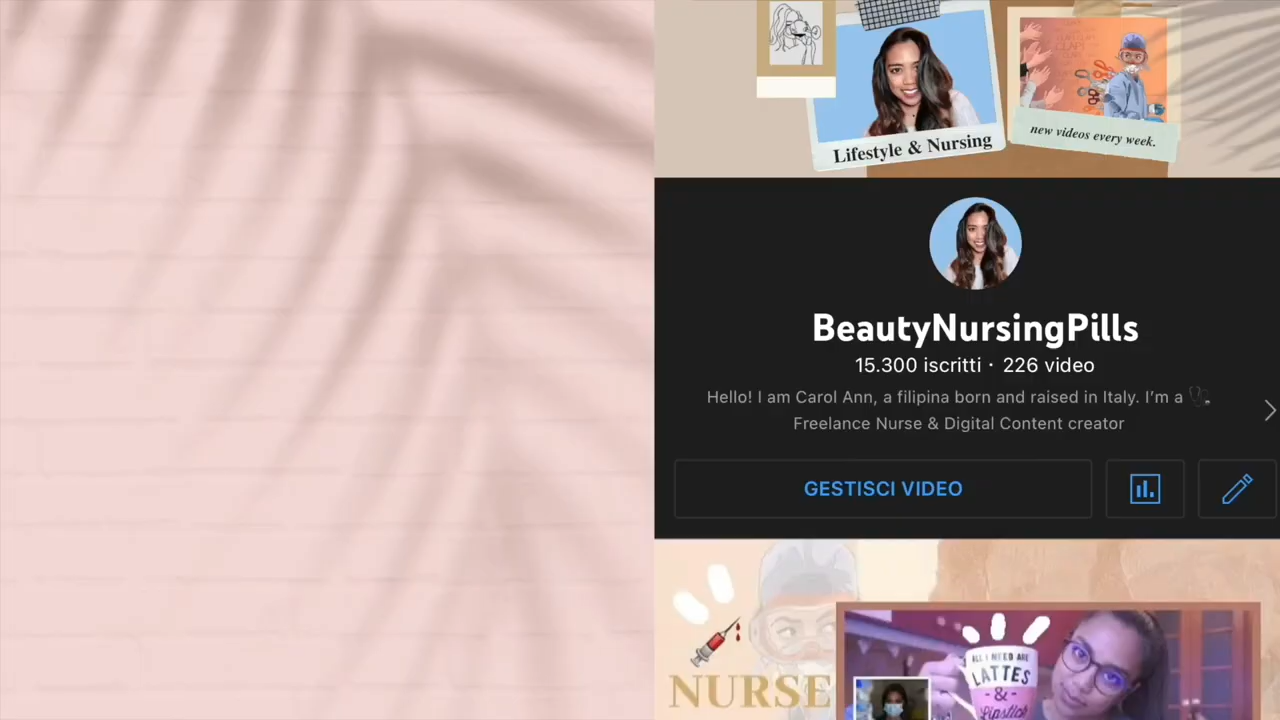 Lifestyle & Nursing
new videos every week.
BeautyNursingPills
15.300 iscritti · 226 video
Hello! I am Carol Ann, a filipina born and raised in Italy. I'm a 🩺
Freelance Nurse & Digital Content creator
GESTISCI VIDEO
NURSE
ALL I NEED ARE
LATTES
-&-
Lipstick